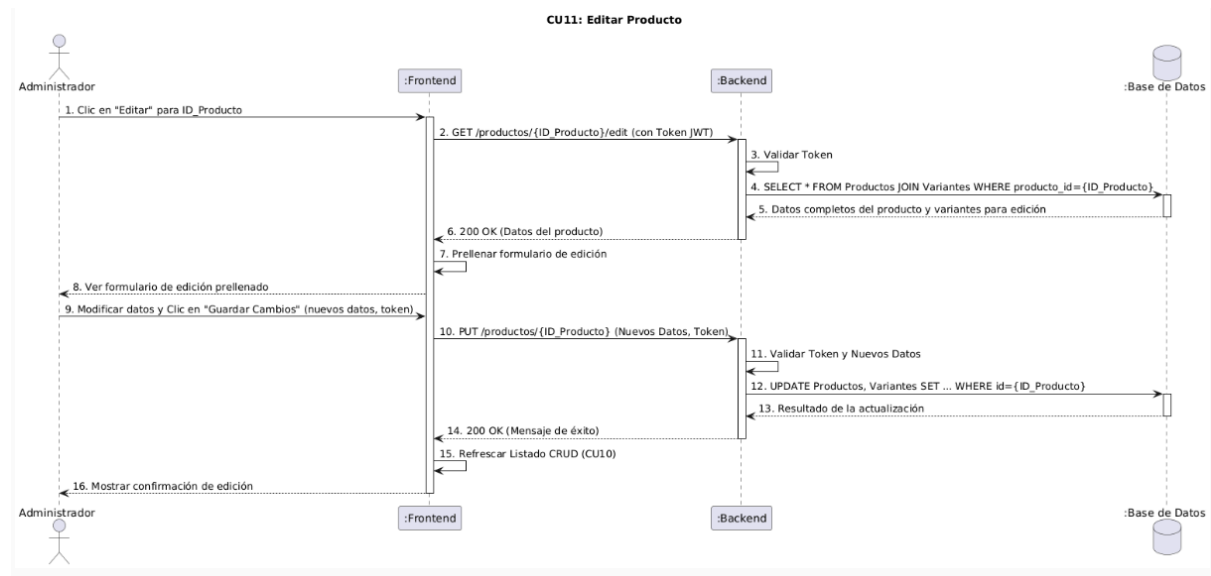 CU11: Editar Producto
Administrador
:Frontend
:Backend
:Base de Datos
1. Clic en "Editar" para ID_Producto
2. GET /productos/{ID_Producto}/edit (con Token JWT)
3. Validar Token
4. SELECT * FROM Productos JOIN Variantes WHERE producto_id={ID_Producto}
5. Datos completos del producto y variantes para edición
6. 200 OK (Datos del producto)
7. Prellenar formulario de edición
8. Ver formulario de edición prellenado
9. Modificar datos y Clic en "Guardar Cambios" (nuevos datos, token)
10. PUT /productos/{ID_Producto} (Nuevos Datos, Token)
11. Validar Token y Nuevos Datos
12. UPDATE Productos, Variantes SET ... WHERE id={ID_Producto}
13. Resultado de la actualización
14. 200 OK (Mensaje de éxito)
15. Refrescar Listado CRUD (CU10)
16. Mostrar confirmación de edición
Administrador
:Frontend
:Backend
:Base de Datos